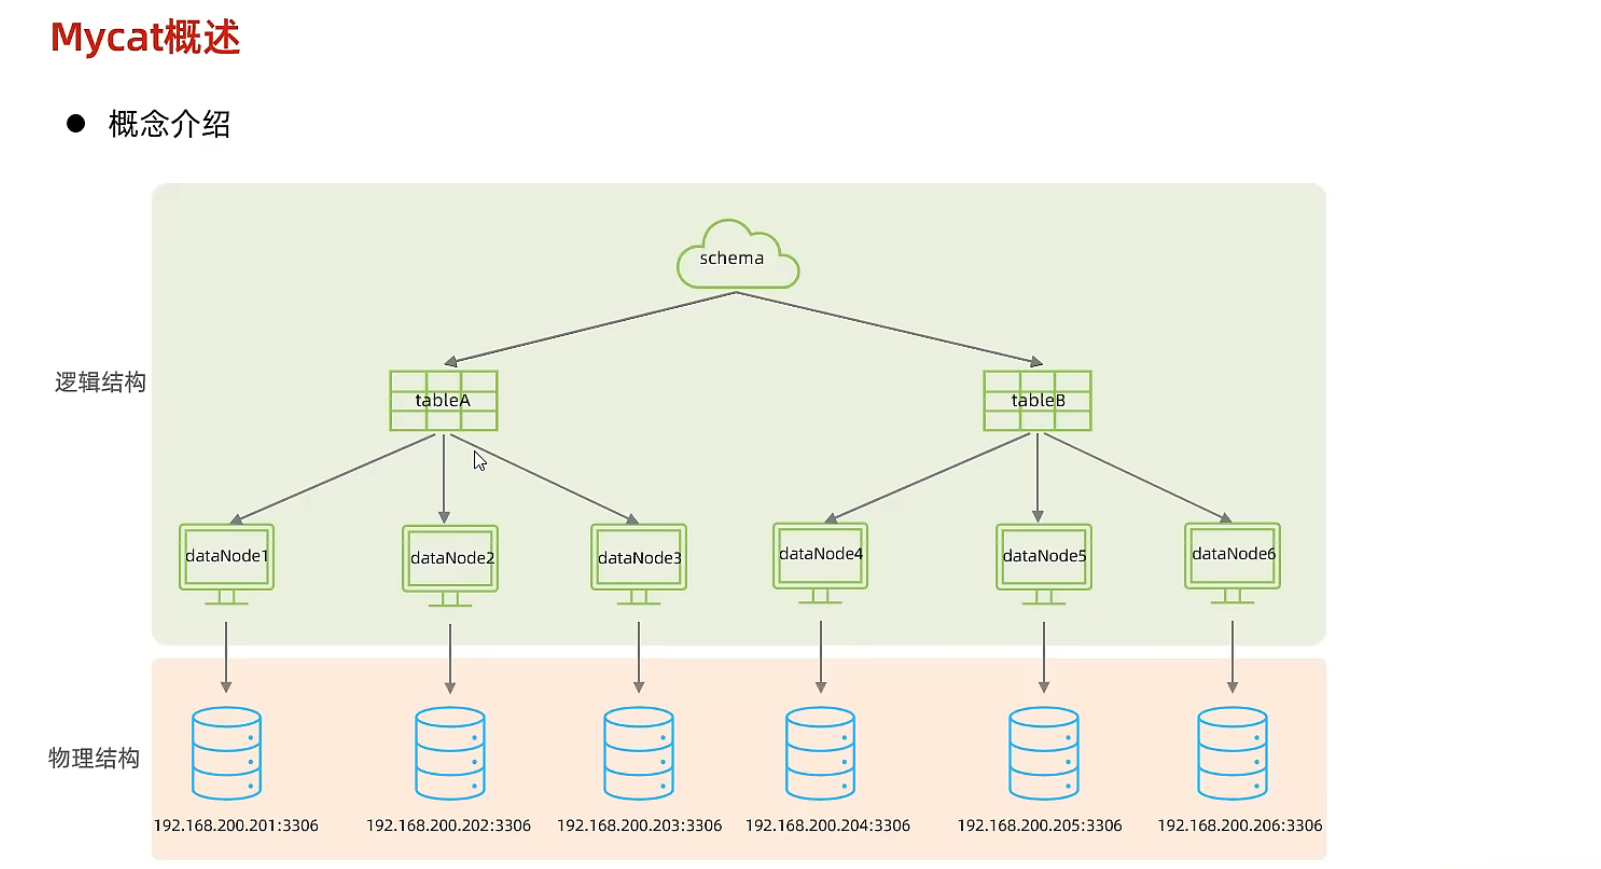 Mycat概述
● 概念介绍
schema
逻辑结构
tableA
tableB
dataNode1
dataNode2
dataNode3
dataNode4
dataNode5
dataNode6
物理结构
192.168.200.201:3306
192.168.200.202:3306
192.168.200.203:3306
192.168.200.204:3306
192.168.200.205:3306
192.168.200.206:3306